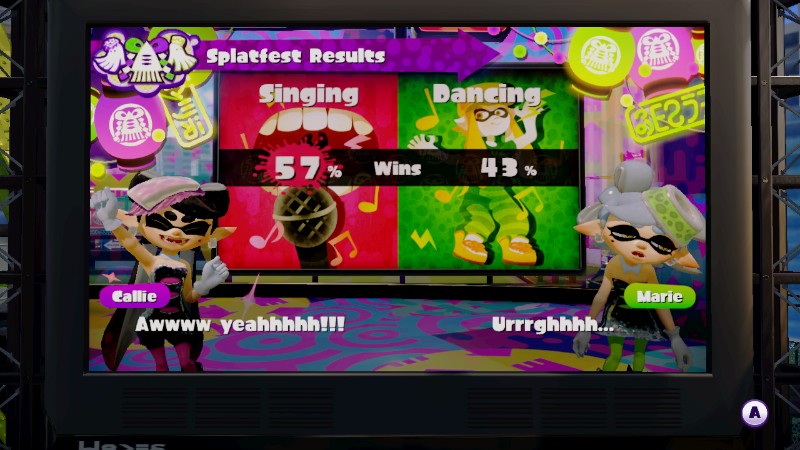 Splatfest Results
Singing
Dancing
57%
Wins
43%
Callie
Marie
Awwww yeahhhhh!!!
Urrrghhhh...
A